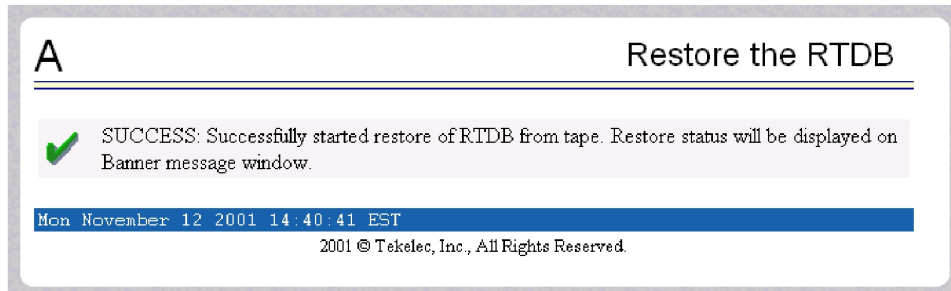 A
Restore the RTDB
SUCCESS: Successfully started restore of RTDB from tape. Restore status will be displayed on
Banner message window.
Mon November 12 2001 14:40:41 EST
2001 © Tekelec, Inc., All Rights Reserved.